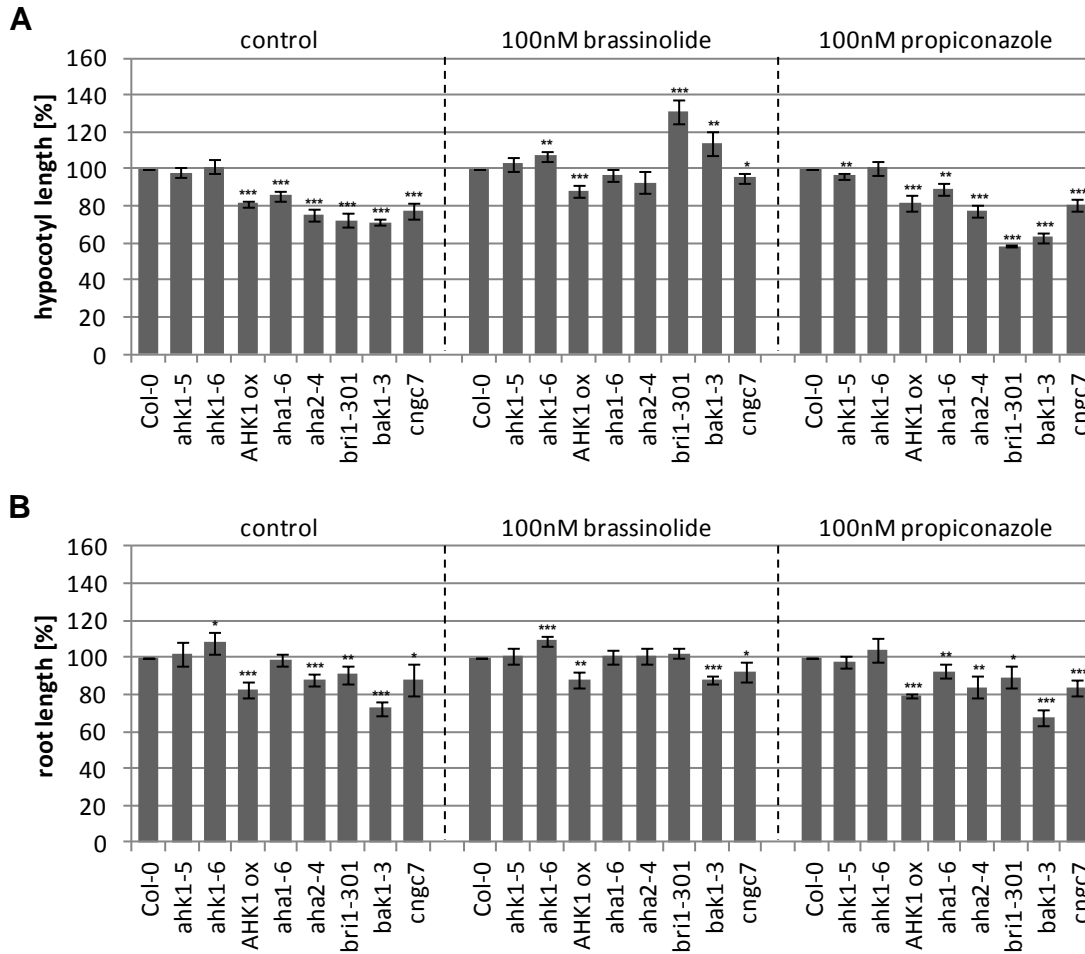 A
control 100nM brassinolide 100nM propiconazole
hypocotyl length [%]
160
140
120
100
80
60
40
20
0
*** *** *** *** *** ***
** *** *** ** *
** *** ** *** *** *** ***
Col-0 ahk1-5 ahk1-6 AHK1 ox aha1-6 aha2-4 bri1-301 bak1-3 cngc7
Col-0 ahk1-5 ahk1-6 AHK1 ox aha1-6 aha2-4 bri1-301 bak1-3 cngc7
Col-0 ahk1-5 ahk1-6 AHK1 ox aha1-6 aha2-4 bri1-301 bak1-3 cngc7
B
control 100nM brassinolide 100nM propiconazole
root length [%]
160
140
120
100
80
60
40
20
0
* *** *** ** *** *
*** ** *** *
*** ** ** * *** ***
Col-0 ahk1-5 ahk1-6 AHK1 ox aha1-6 aha2-4 bri1-301 bak1-3 cngc7
Col-0 ahk1-5 ahk1-6 AHK1 ox aha1-6 aha2-4 bri1-301 bak1-3 cngc7
Col-0 ahk1-5 ahk1-6 AHK1 ox aha1-6 aha2-4 bri1-301 bak1-3 cngc7